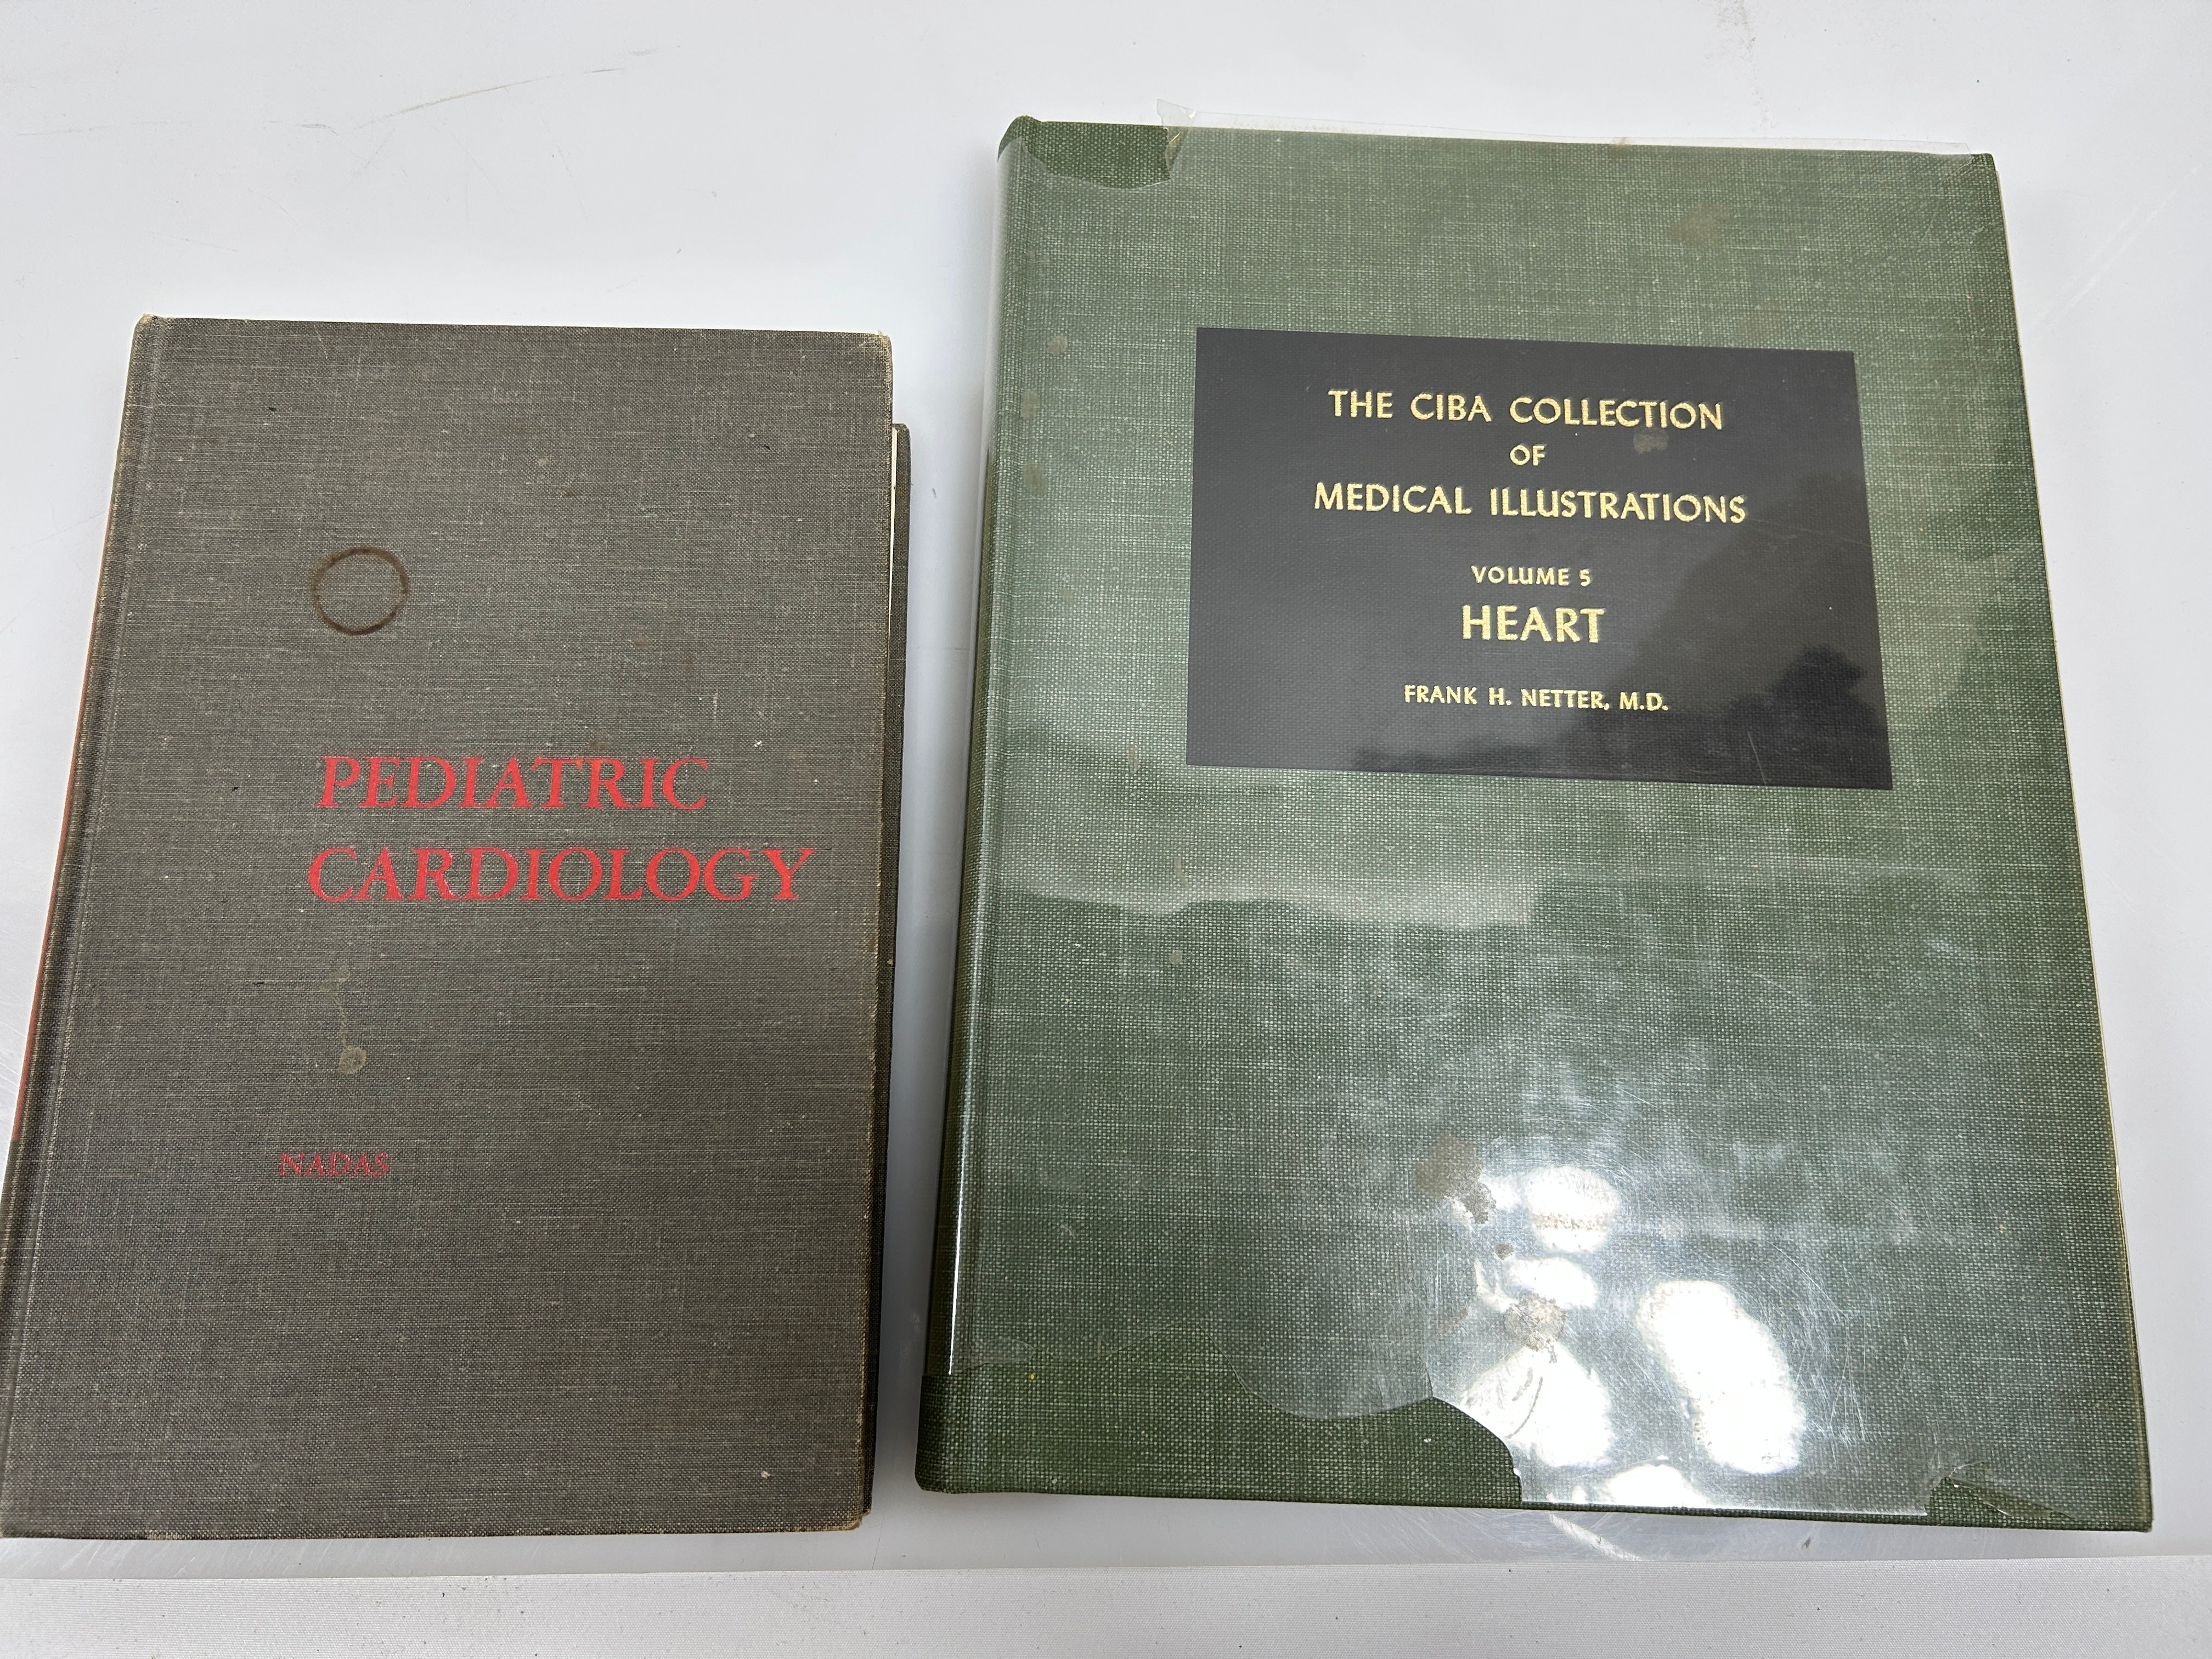 PEDIATRIC
CARDIOLOGY
NADAS
THE CIBA COLLECTION
OF
MEDICAL ILLUSTRATIONS
VOLUME 5
HEART
FRANK H. NETTER, M.D.